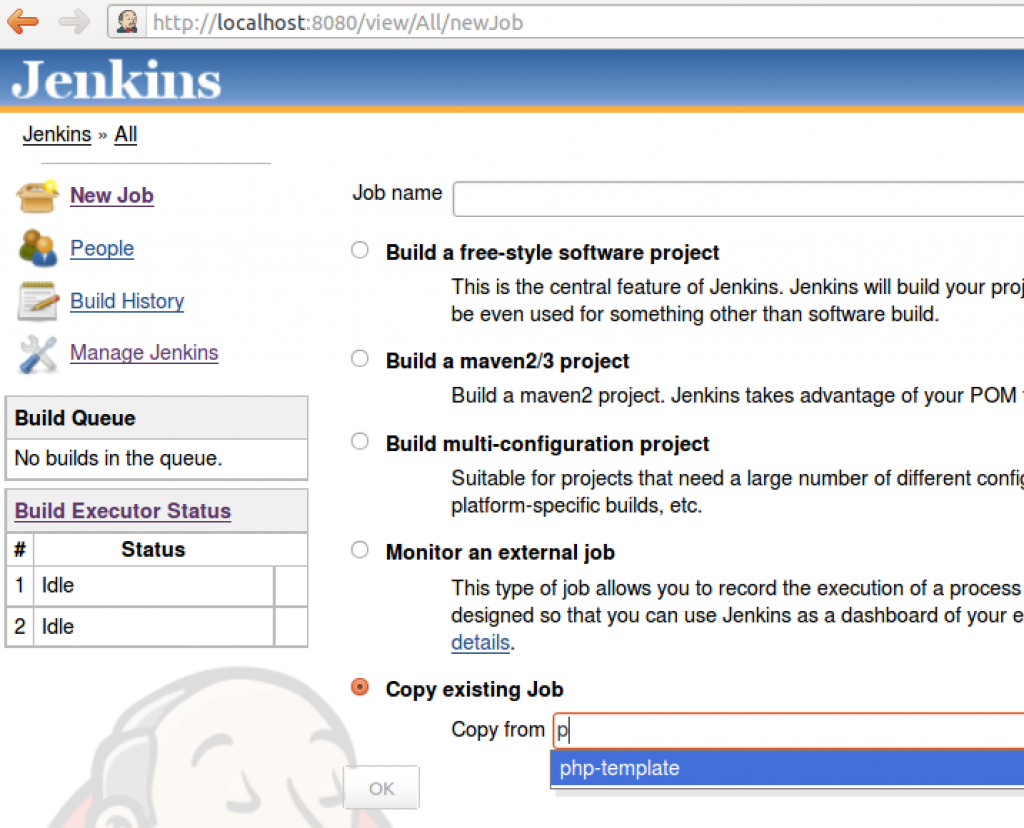 http://localhost:8080/view/All/newJob
Jenkins
Jenkins » All
New Job
People
Build History
Manage Jenkins
Build Queue
No builds in the queue.
Build Executor Status
# Status
1 Idle
2 Idle
Job name
Build a free-style software project
This is the central feature of Jenkins. Jenkins will build your
be even used for something other than software build.
Build a maven2/3 project
Build a maven2 project. Jenkins takes advantage of your POM
Build multi-configuration project
Suitable for projects that need a large number of different
platform-specific builds, etc.
Monitor an external job
This type of job allows you to record the execution of a process
designed so that you can use Jenkins as a dashboard of your
details.
Copy existing Job
Copy from p
php-template
OK